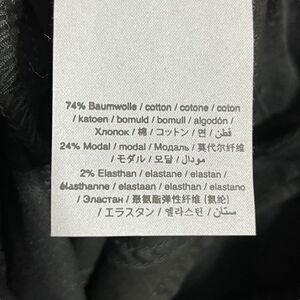 74% Baumwolle / cotton / cotone / coton
/ katoen / bomuld / bomull / algodón /
Хлопок / 棉 / コットン / 면 / قطن /
24% Modal / modal / Модаль / 莫代尔纤维
/ モダル / 모달 / مودال /
2% Elasthan / elastane / elastan /
élasthanne / elastaan / elastan / elastano
/ Эластан / 聚氨酯弹性纤维 (氨纶)
/ エラスタン / 엘라스틴 / ستان